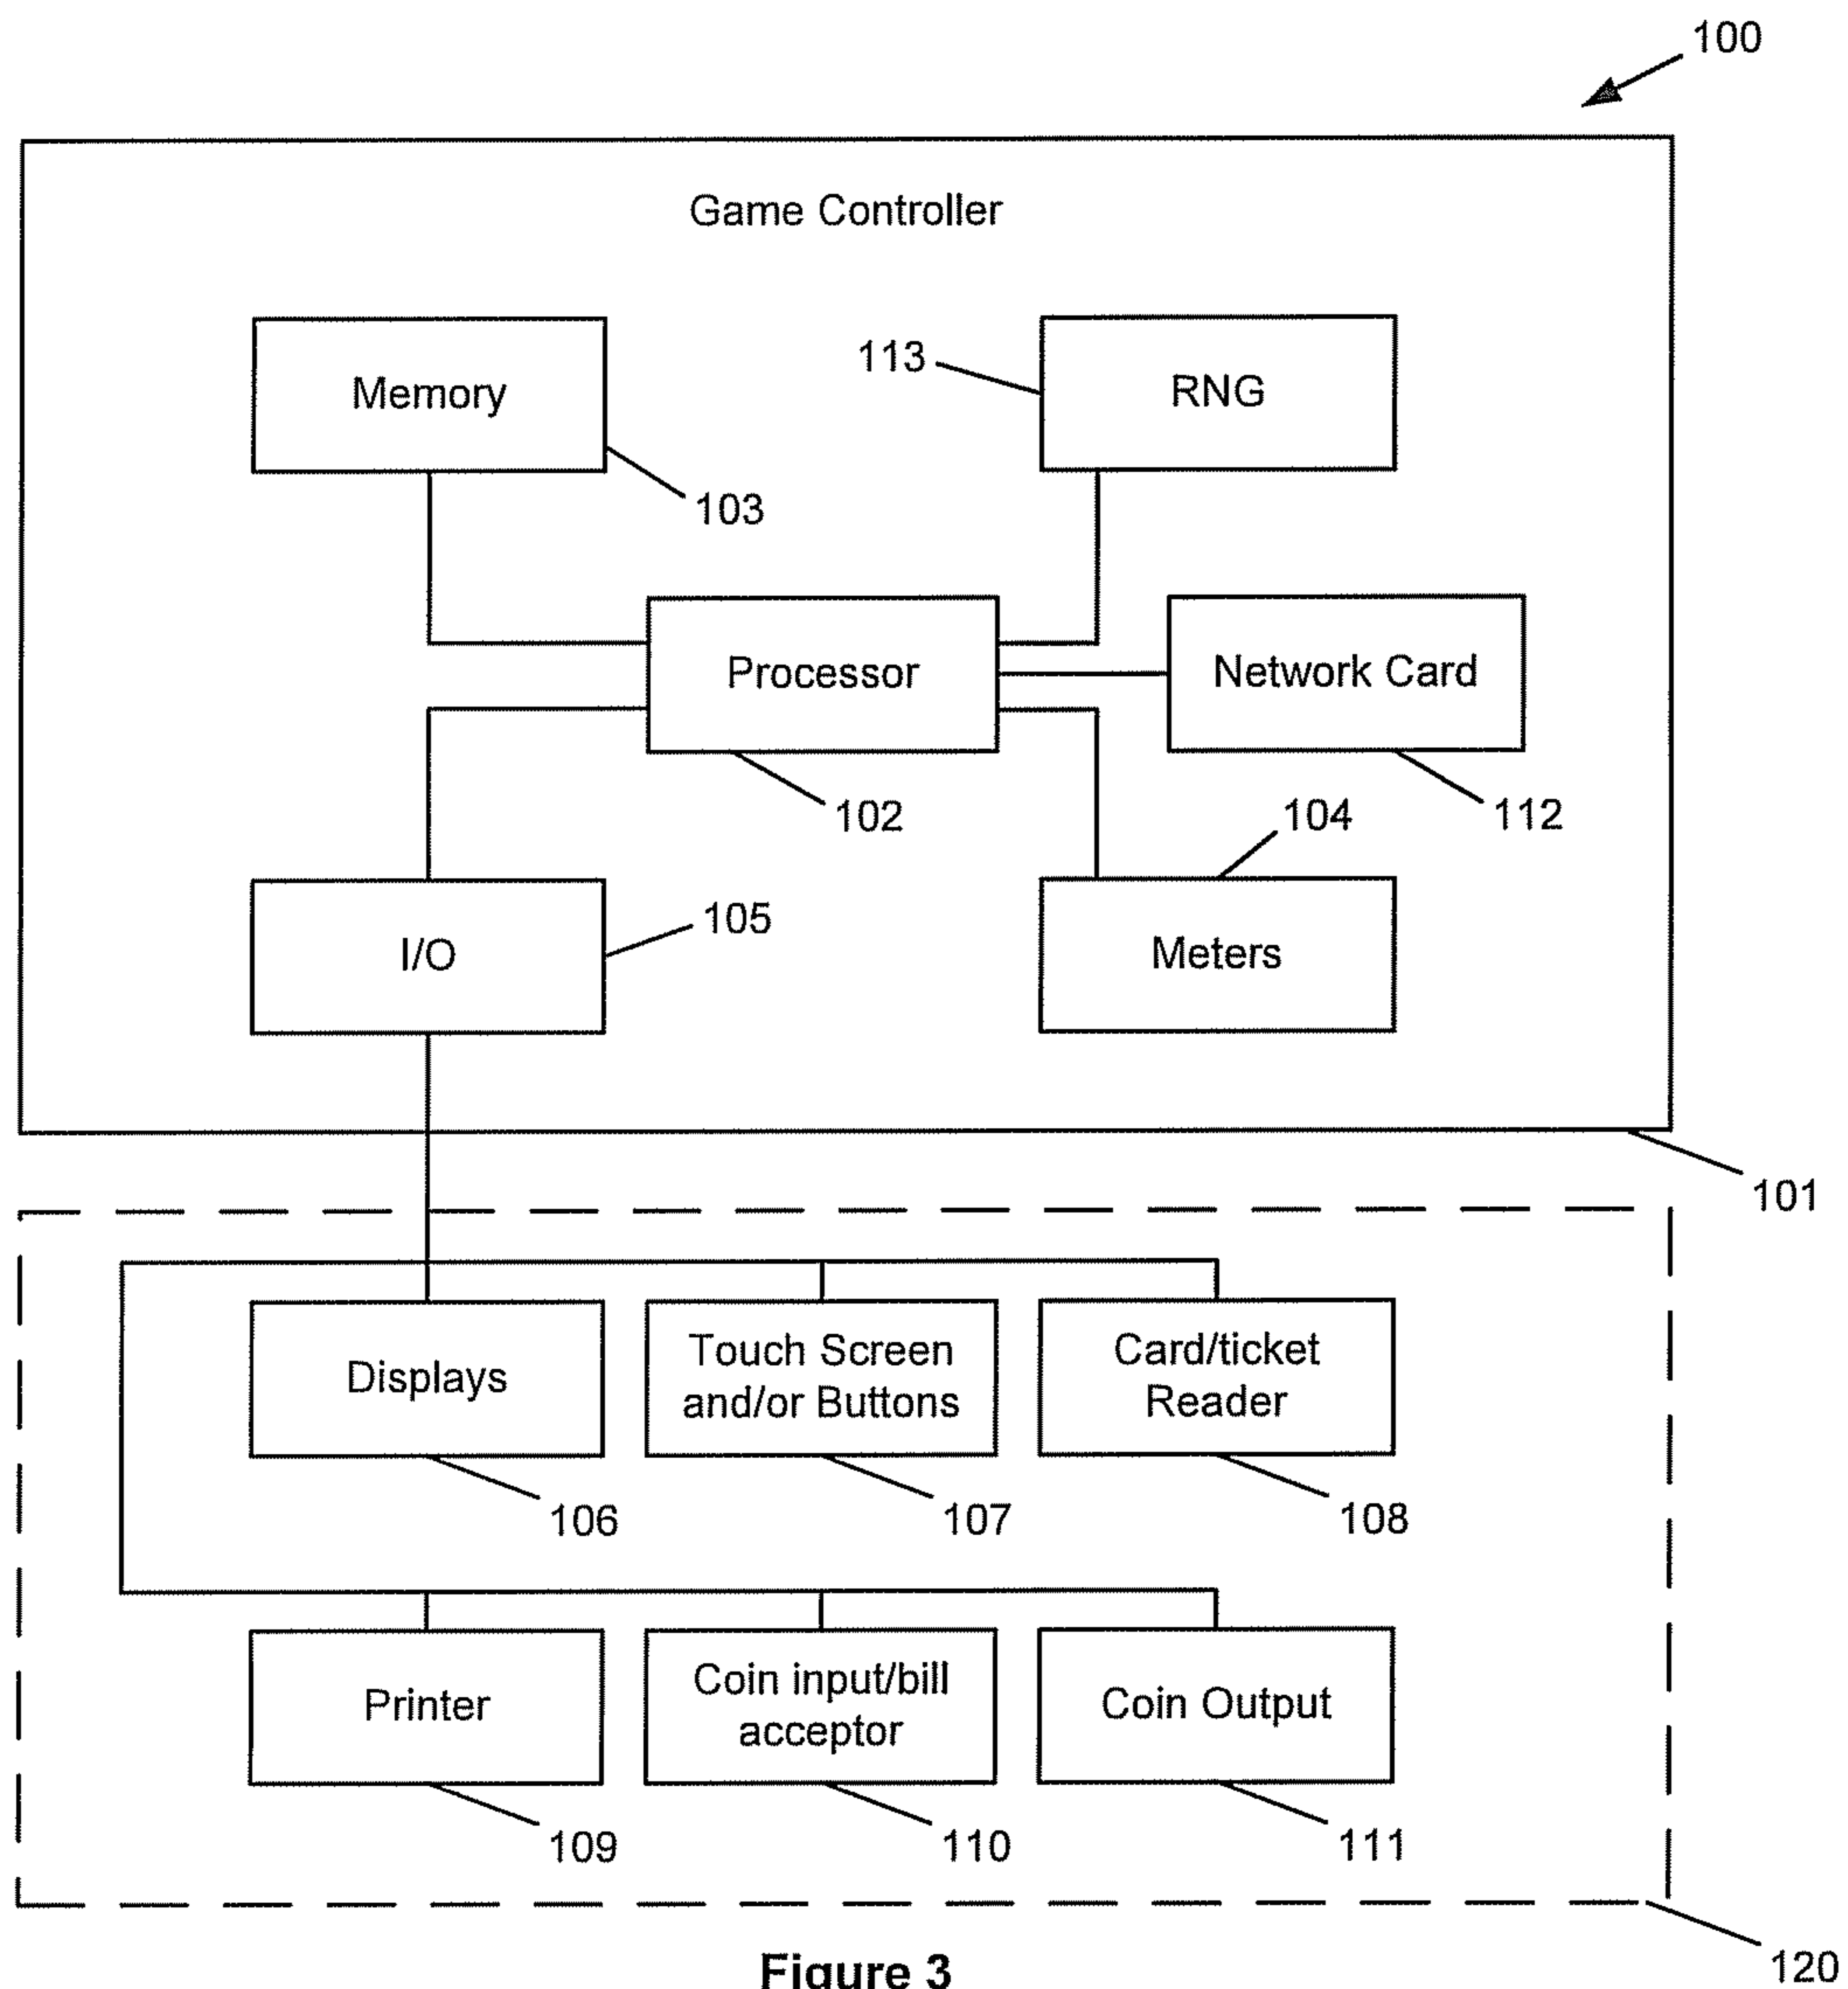 100
Game Controller
Memory
113
RNG
103
Processor
Network Card
102
104
112
I/O
105
Meters
101
Displays
Touch Screen
and/or Buttons
Card/ticket
Reader
106
107
108
Printer
Coin input/bill
acceptor
Coin Output
109
110
111
120
Figure 3